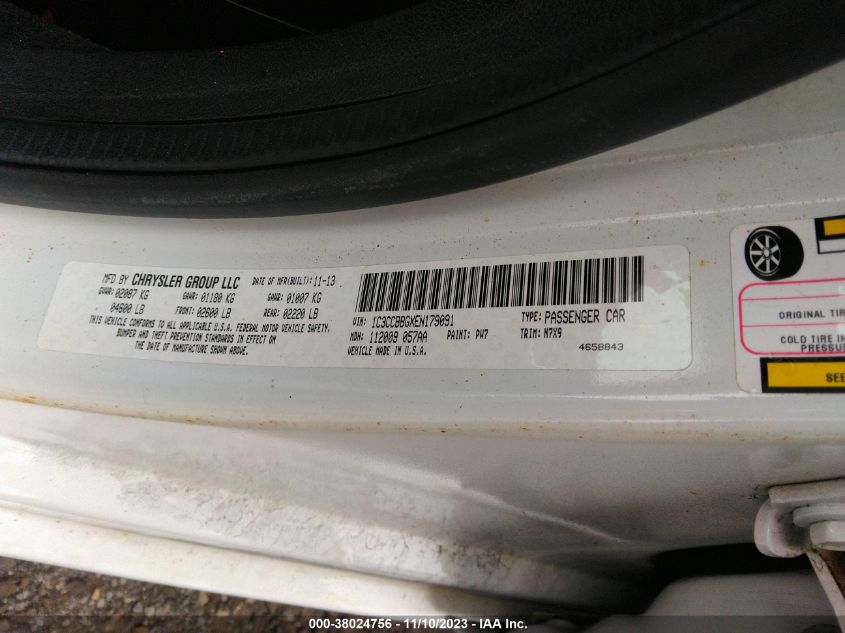 MFD BY CHRYSLER GROUP LLC DATE OF MFR(BUILT):11-13
GVWR: 02087 KG GAWR: 01180 KG GAWR: 01007 KG
04600 LB FRONT: 02600 LB REAR: 02220 LB
THIS VEHICLE CONFORMS TO ALL APPLICABLE U.S.A. FEDERAL MOTOR VEHICLE SAFETY,
BUMPER AND THEFT PREVENTION STANDARDS IN EFFECT ON
THE DATE OF MANUFACTURE SHOWN ABOVE.
VIN: 1C3CCBBGXEN179091 TYPE: PASSENGER CAR
MDH: 112009 057AA PAINT: PW7 TRIM: N7X9
VEHICLE MADE IN U.S.A. 4658843
ORIGINAL TIRE
COLD TIRE IN
PRESSUR
SEE
000-38024756 — 11/10/2023 — IAA Inc.